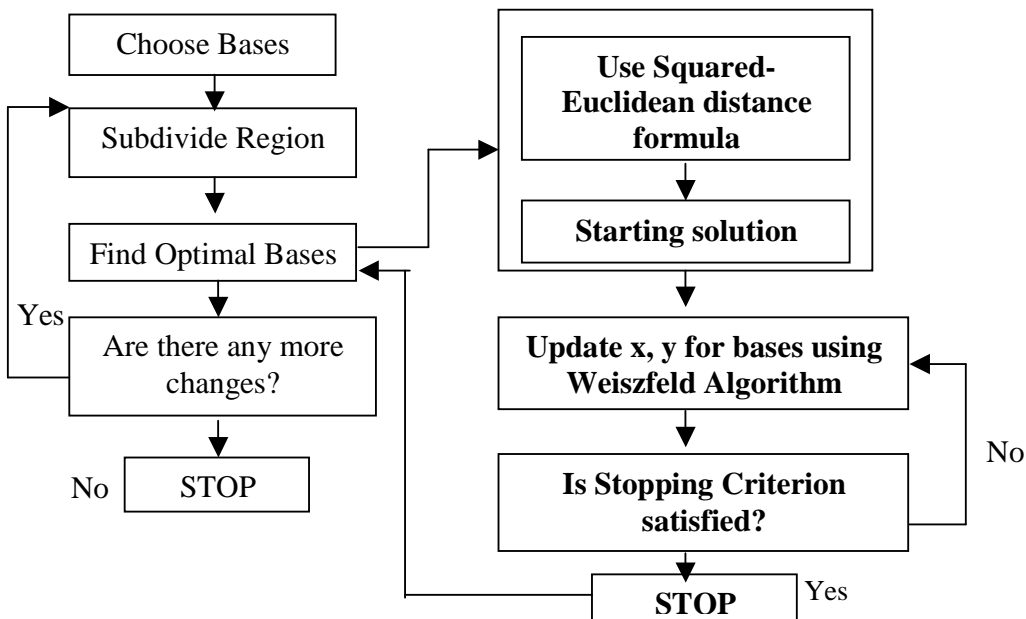 Choose Bases
Subdivide Region
Find Optimal Bases
Yes
Are there any more
changes?
No
STOP
Use Squared-
Euclidean distance
formula
Starting solution
Update x, y for bases using
Weiszfeld Algorithm
No
Is Stopping Criterion
satisfied?
Yes
STOP